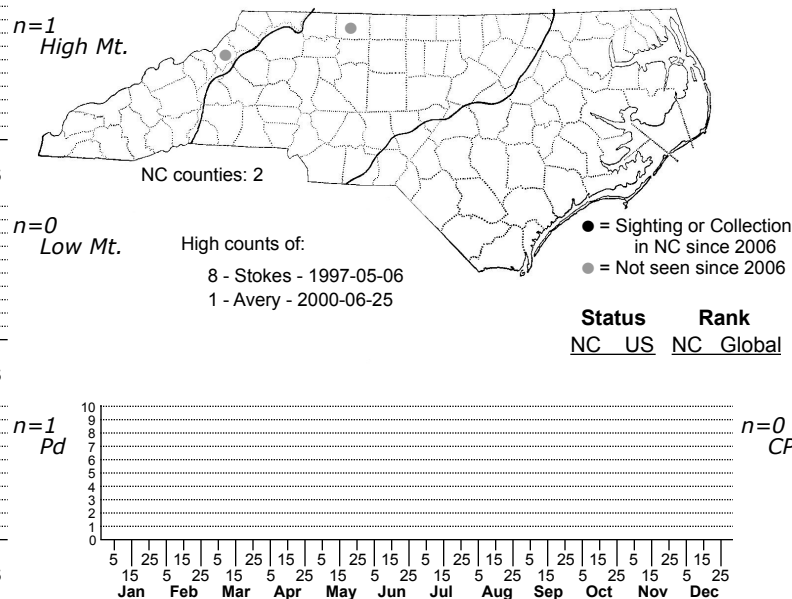 n=1
High Mt.
NC counties: 2
n=0
Low Mt.
High counts of:
8 - Stokes - 1997-05-06
1 - Avery - 2000-06-25
= Sighting or Collection
in NC since 2006
= Not seen since 2006
Status Rank
NC US NC Global
n=1
Pd
10
9
8
7
6
5
4
3
2
1
0
n=0
CP
5 25 15 5 25 15 5 25 15 5 25 15 5 25 15 5 25 15
15 5 25 15 5 25 15 5 25 15 5 25 15 5 25 15 5 25
Jan Feb Mar Apr May Jun Jul Aug Sep Oct Nov Dec